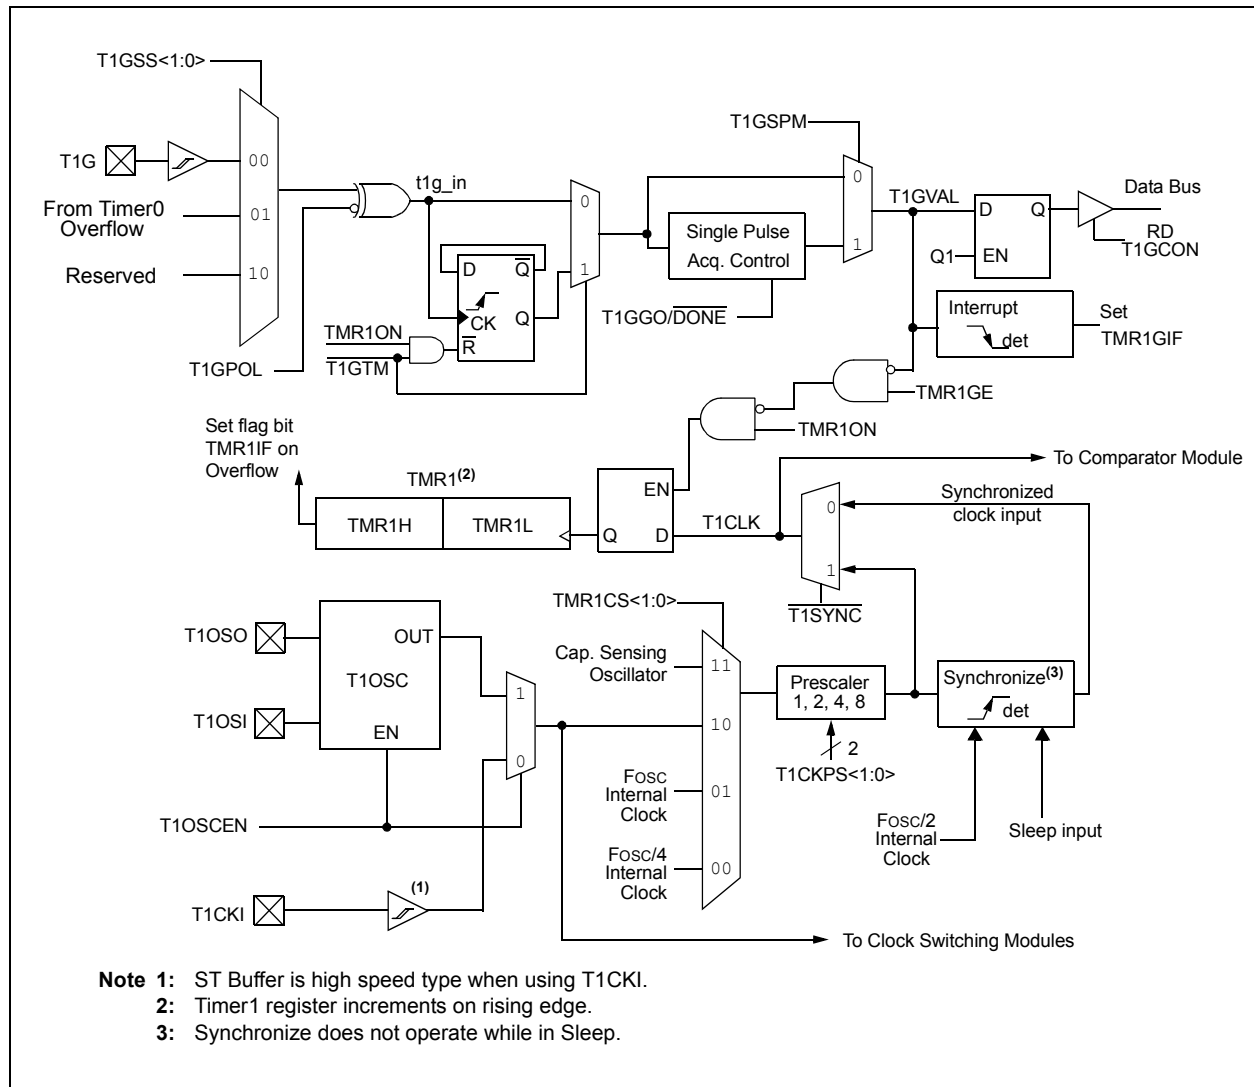 T1GSS<1:0>
T1G
00
From Timer0
Overflow
01
Reserved
10
T1GPOL
t1g_in
D
Q
CK
Q
R
TMR1ON
T1GTM
0
1
T1GSPM
Single Pulse
Acq. Control
T1GGO/DONE
0
1
T1GVAL
D
Q
Q1
EN
Data Bus
RD
T1GCON
Interrupt
det
Set
TMR1GIF
TMR1GE
TMR1ON
Set flag bit
TMR1IF on
Overflow
TMR1(2)
TMR1H
TMR1L
EN
Q
D
T1CLK
To Comparator Module
Synchronized
clock input
0
1
T1SYNC
T1OSO
T1OSI
OUT
T1OSC
EN
1
0
T1OSCEN
T1CKI
(1)
TMR1CS<1:0>
Cap. Sensing
Oscillator
11
10
FOSC
Internal
Clock
01
FOSC/4
Internal
Clock
00
Prescaler
1, 2, 4, 8
2
T1CKPS<1:0>
Synchronize(3)
det
FOSC/2
Internal
Clock
Sleep input
To Clock Switching Modules
Note 1: ST Buffer is high speed type when using T1CKI.
2: Timer1 register increments on rising edge.
3: Synchronize does not operate while in Sleep.